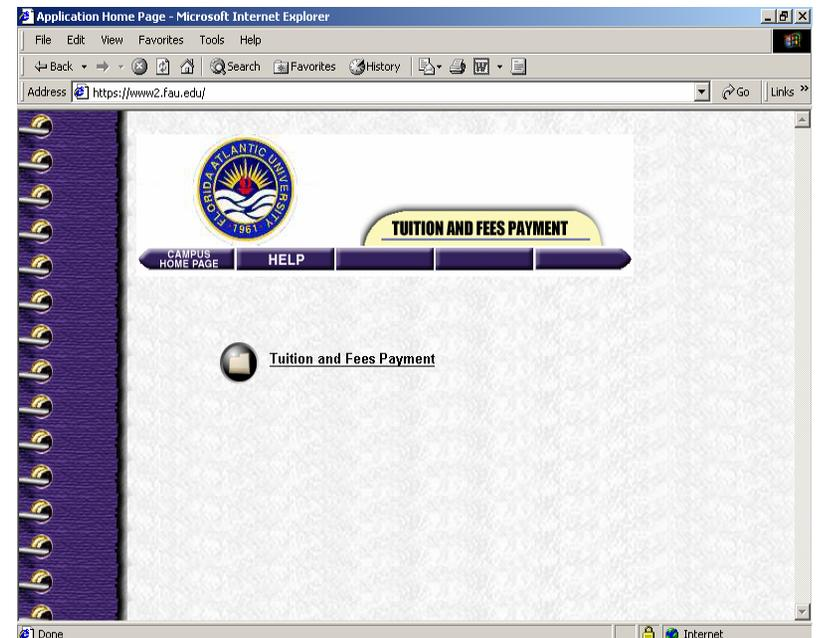 Application Home Page - Microsoft Internet Explorer
File Edit View Favorites Tools Help
Back Search Favorites History
Address https://www2.fau.edu/ Go Links »
FLORIDA ATLANTIC UNIVERSITY
1961
TUITION AND FEES PAYMENT
CAMPUS HOME PAGE HELP
Tuition and Fees Payment
Done Internet